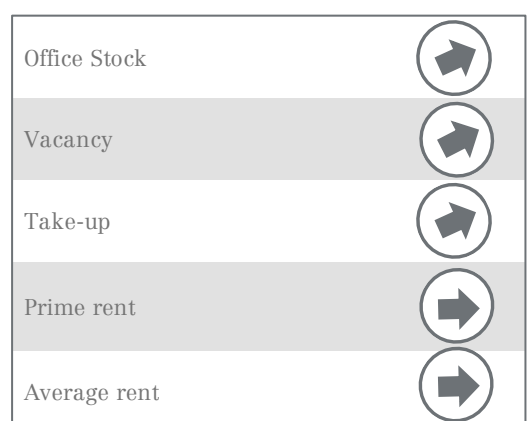 Office Stock
Vacancy
Take-up
Prime rent
Average rent